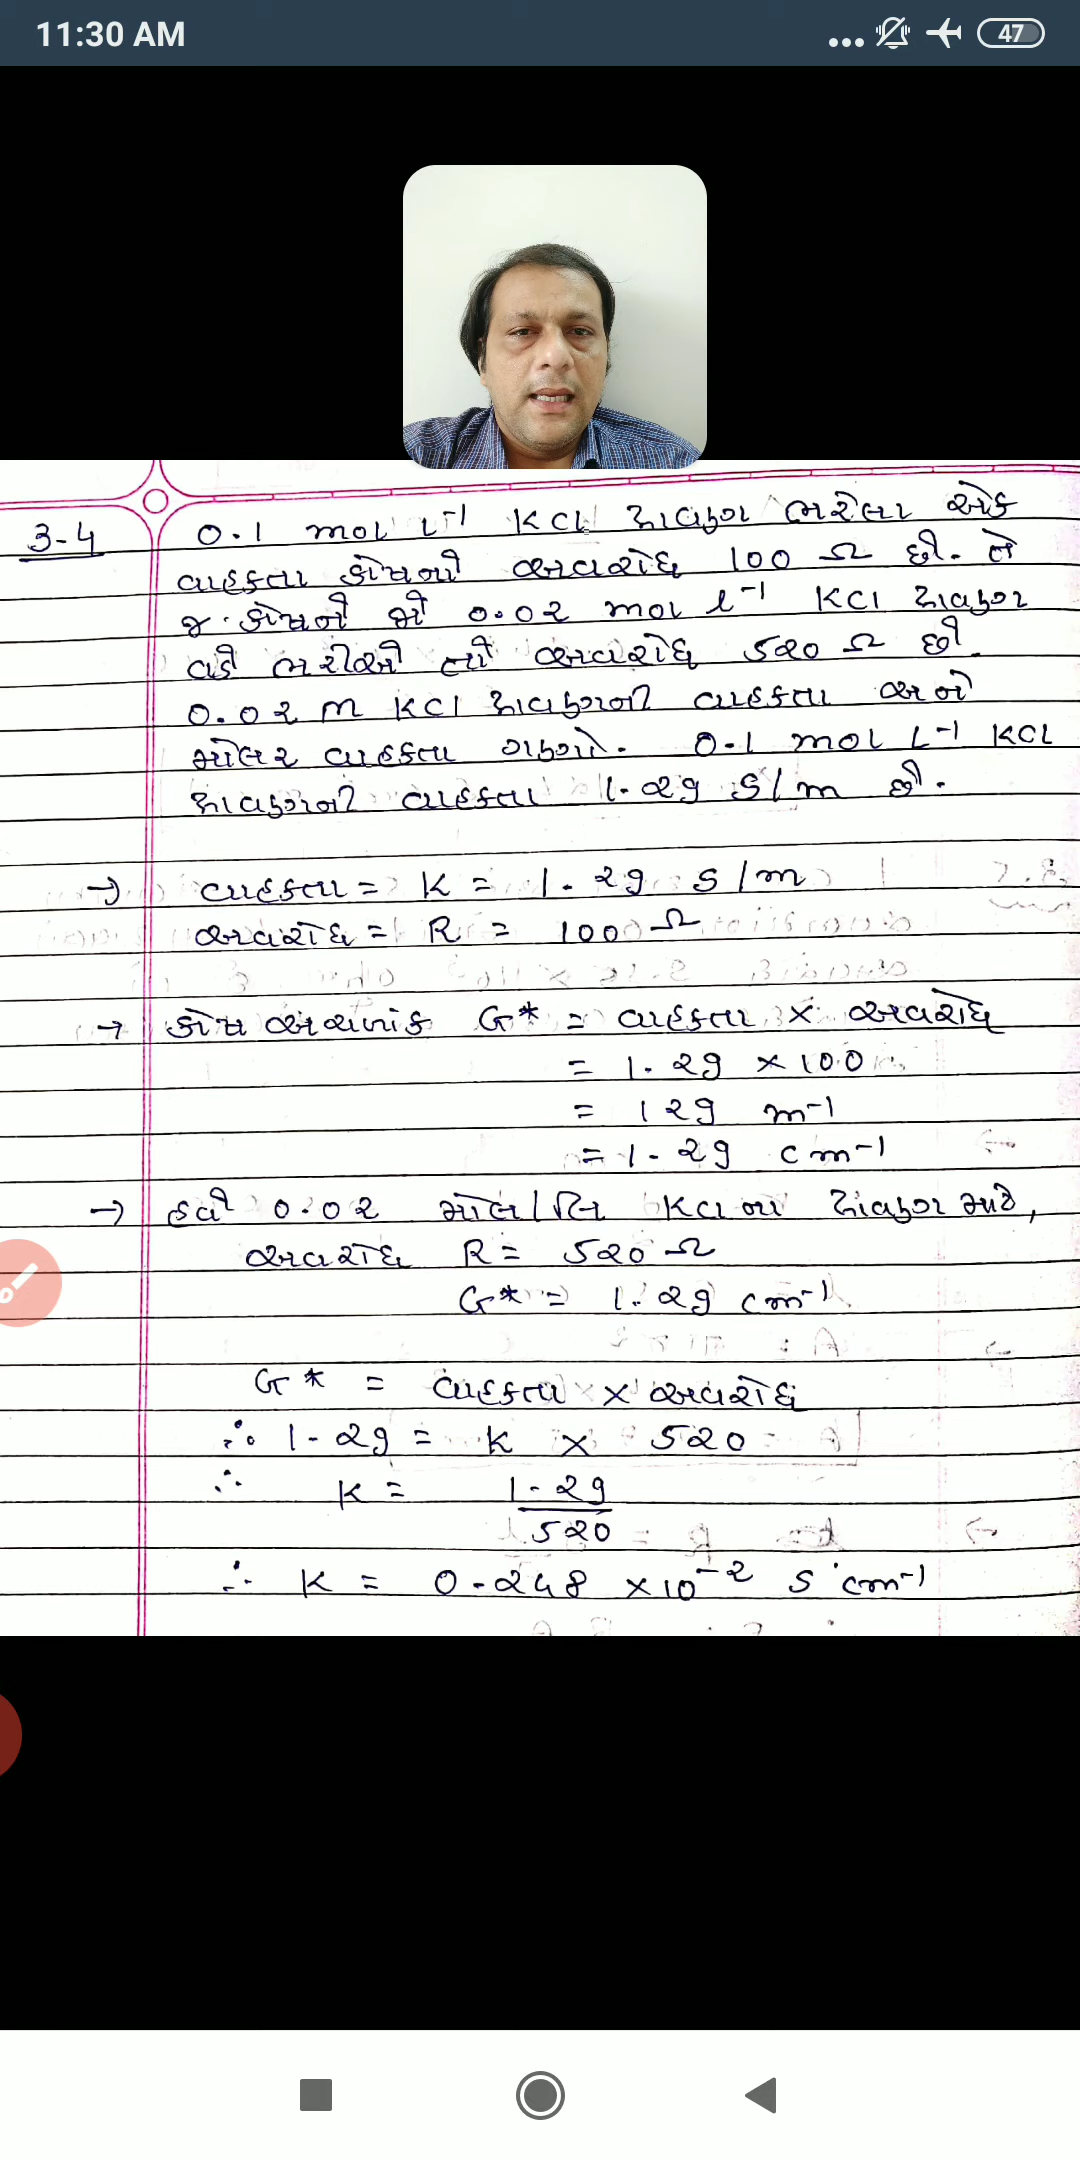 11:30 AM
47
3-4 0.1 mol L⁻¹ KCl દ્રાવણ ભરેલા એક
વાહકતા કોષનો અવરોધ 100 Ω છે. તે
જ કોષને જો 0.02 mol l⁻¹ KCl દ્રાવણ
વડે ભરીએ તો અવરોધ 520 Ω છે.
0.02 m KCl દ્રાવણની વાહકતા અને
મોલર વાહકતા ગણો. 0.1 mol L⁻¹ KCl
દ્રાવણની વાહકતા 1.29 S/m છે.
→ વાહકતા = K = 1.29 S/m
અવરોધ = R = 100 Ω
→ કોષ અચળાંક G* = વાહકતા × અવરોધ
= 1.29 × 100
= 129 m⁻¹
= 1.29 cm⁻¹
→ હવે 0.02 મોલ/લિ KCl ના દ્રાવણ માટે,
અવરોધ R = 520 Ω
G* = 1.29 cm⁻¹
G* = વાહકતા × અવરોધ
∴ 1.29 = K × 520
∴ K = 1.29
520
∴ K = 0.248 × 10⁻² S cm⁻¹